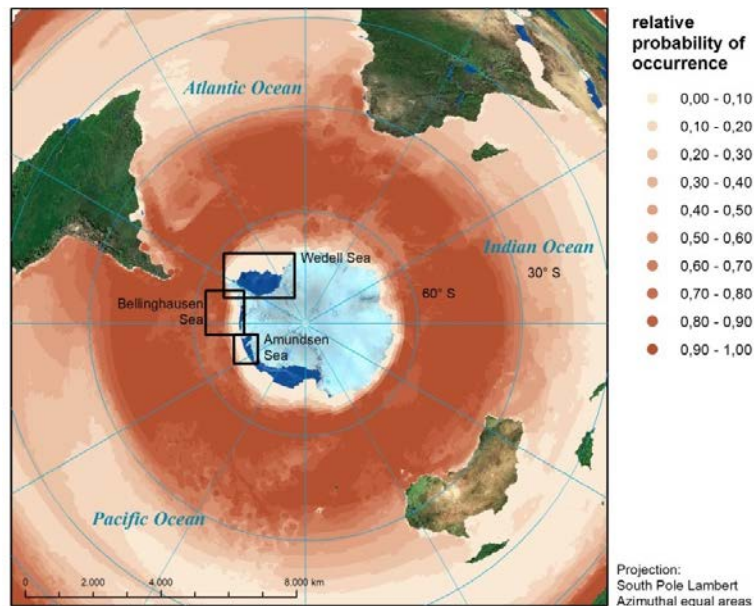 Atlantic Ocean
Indian Ocean
30° S
Wedell Sea
60° S
Bellinghausen
Sea
Amundsen
Sea
Pacific Ocean
0 2.000 4.000 8.000 km
relative
probability of
occurrence
0,00 - 0,10
0,10 - 0,20
0,20 - 0,30
0,30 - 0,40
0,40 - 0,50
0,50 - 0,60
0,60 - 0,70
0,70 - 0,80
0,80 - 0,90
0,90 - 1,00
Projection:
South Pole Lambert
Azimuthal equal areas